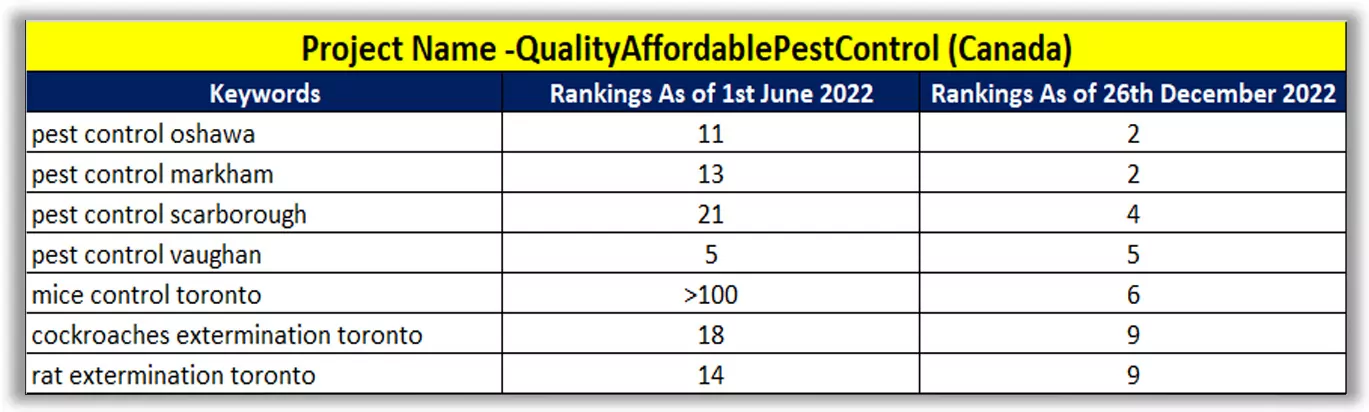 Project Name -QualityAffordablePestControl (Canada)
Keywords Rankings As of 1st June 2022 Rankings As of 26th December 2022
pest control oshawa 11 2
pest control markham 13 2
pest control scarborough 21 4
pest control vaughan 5 5
mice control toronto >100 6
cockroaches extermination toronto 18 9
rat extermination toronto 14 9